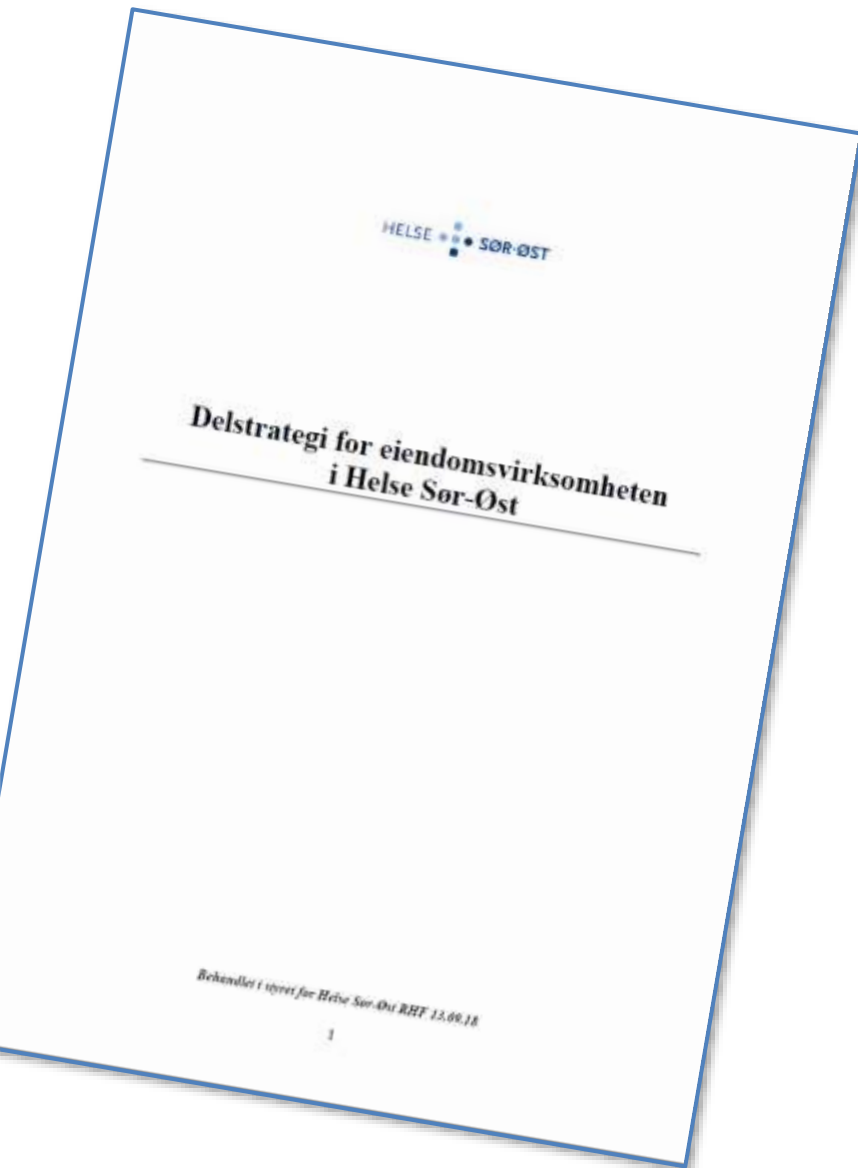 HELSE SØR-ØST
Delstrategi for eiendomsvirksomheten
i Helse Sør-Øst
Behandlet i styret for Helse Sør-Øst RHF 13.09.18
1